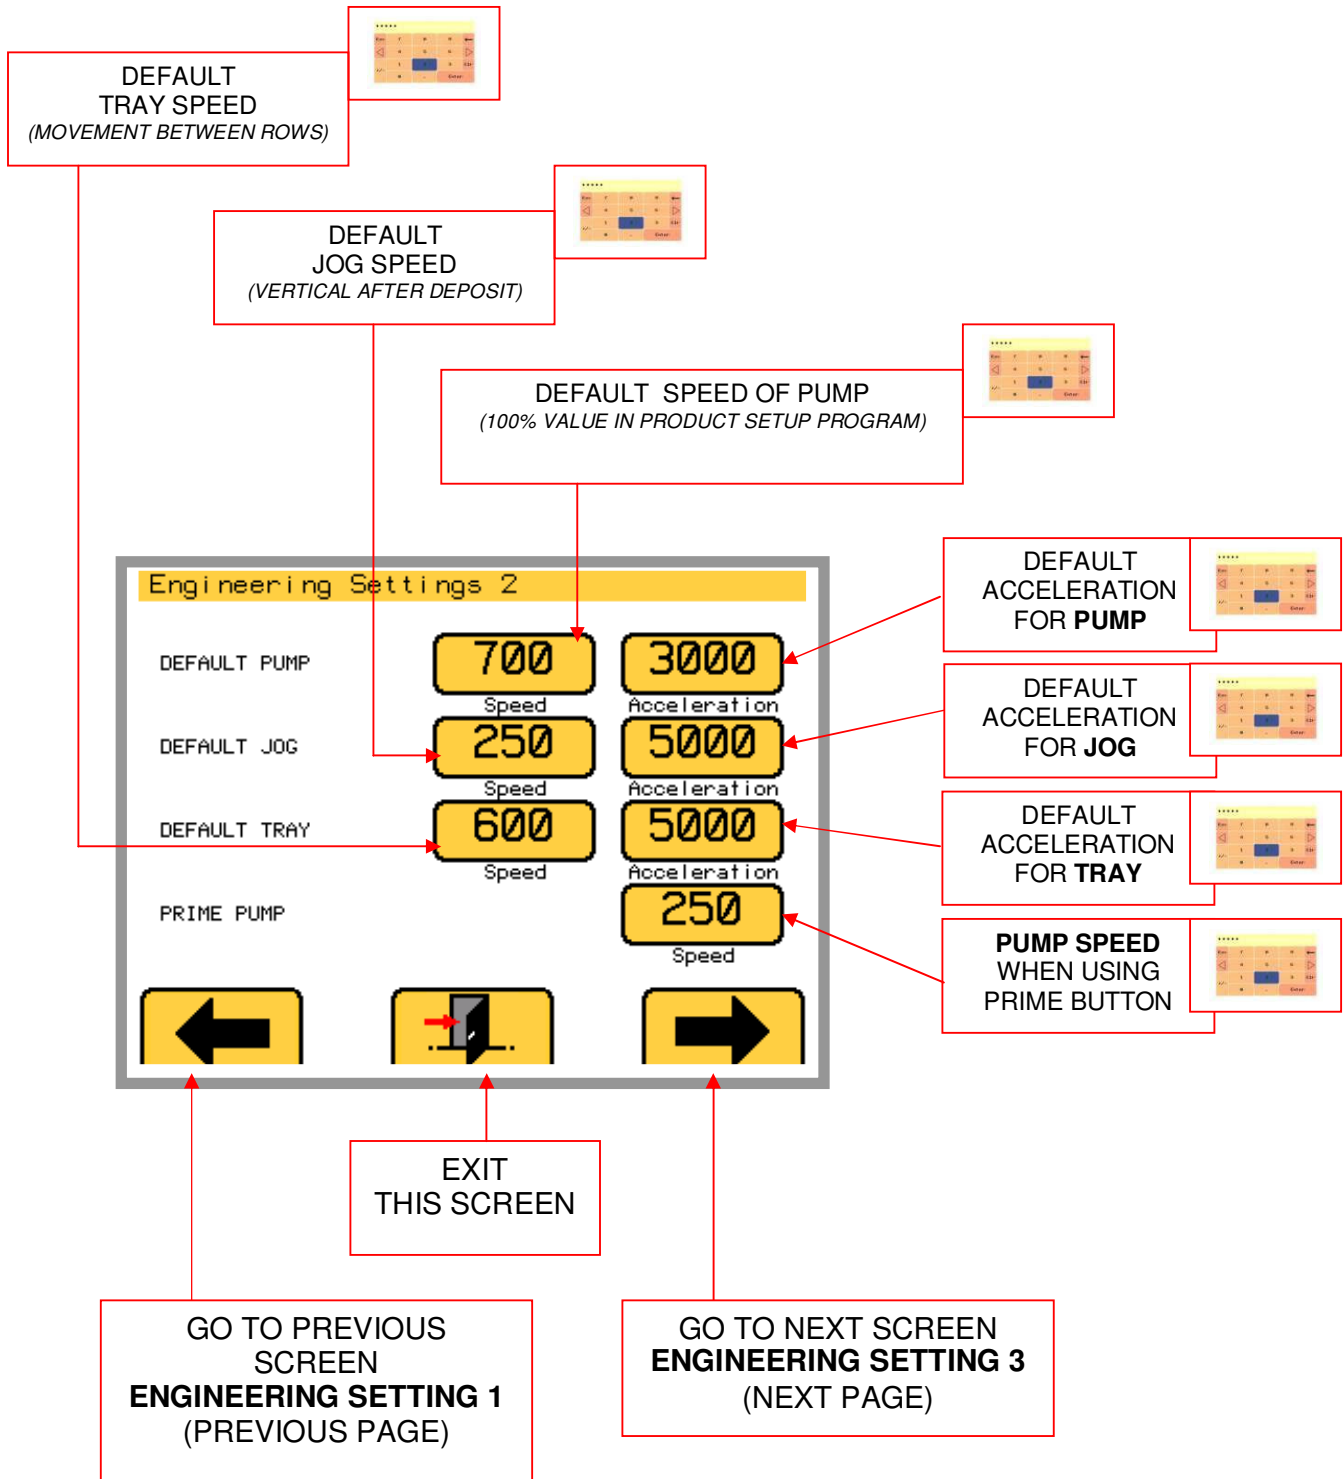 DEFAULT
TRAY SPEED
(MOVEMENT BETWEEN ROWS)
DEFAULT
JOG SPEED
(VERTICAL AFTER DEPOSIT)
DEFAULT SPEED OF PUMP
(100% VALUE IN PRODUCT SETUP PROGRAM)
Engineering Settings 2
DEFAULT PUMP
700
3000
Speed
Acceleration
DEFAULT JOG
250
5000
Speed
Acceleration
DEFAULT TRAY
600
5000
Speed
Acceleration
PRIME PUMP
250
Speed
DEFAULT
ACCELERATION
FOR PUMP
DEFAULT
ACCELERATION
FOR JOG
DEFAULT
ACCELERATION
FOR TRAY
PUMP SPEED
WHEN USING
PRIME BUTTON
EXIT
THIS SCREEN
GO TO PREVIOUS
SCREEN
ENGINEERING SETTING 1
(PREVIOUS PAGE)
GO TO NEXT SCREEN
ENGINEERING SETTING 3
(NEXT PAGE)